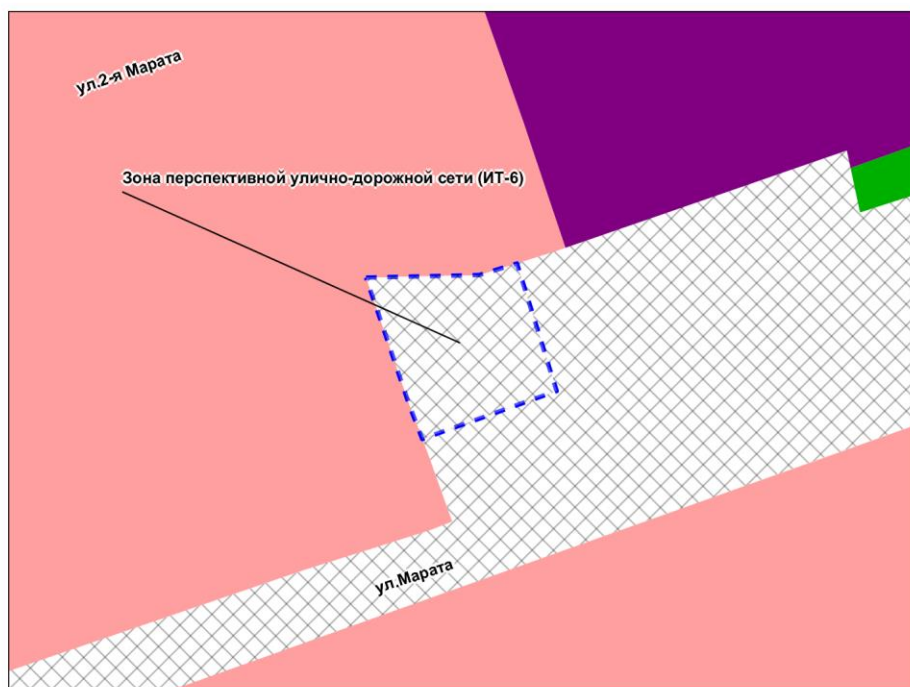 ул.2-я Марата
Зона перспективной улично-дорожной сети (ИТ-6)
ул.Марата